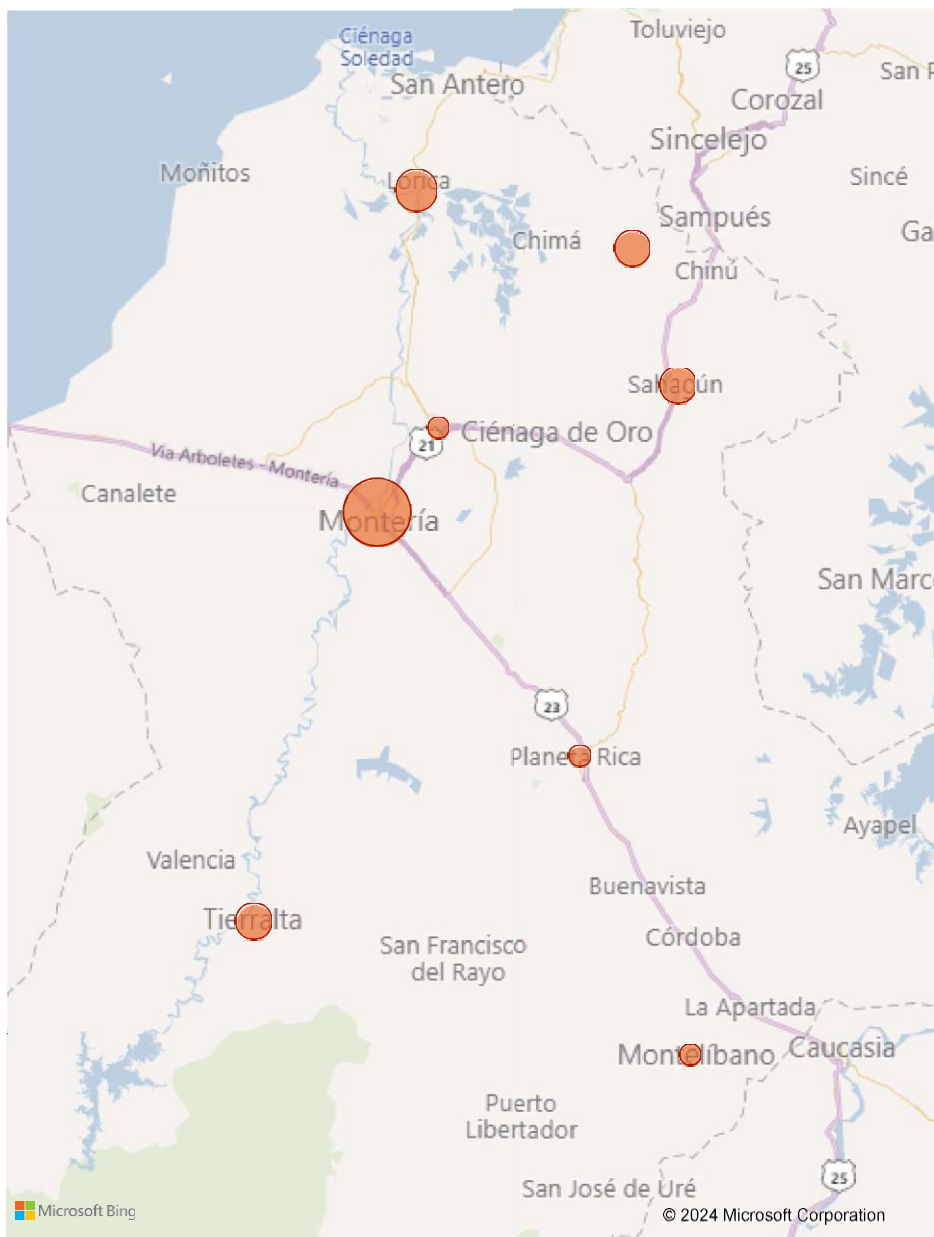 Toluviejo
Ciénaga
Soledad
25
San P
San Antero
Corozal
Sincelejo
Moñitos
Lorica
Sincé
Sampués
Chimá
Ga
Chinú
Sahagún
Ciénaga de Oro
21
Via Arboletes - Montería
Canalete
Montería
San Marc
23
Planeta Rica
Ayapel
Valencia
Buenavista
Tierralta
Córdoba
San Francisco
del Rayo
La Apartada
Montelíbano
Caucasia
Puerto
Libertador
25
San José de Uré
Microsoft Bing
© 2024 Microsoft Corporation